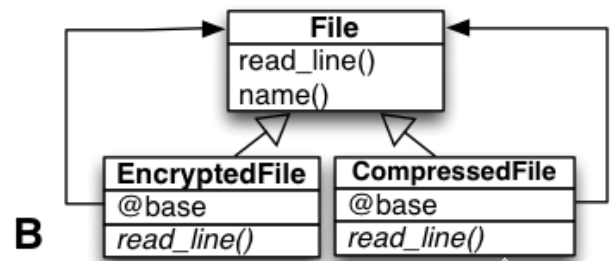 File
read_line()
name()
EncryptedFile
@base
read_line()
CompressedFile
@base
read_line()
B